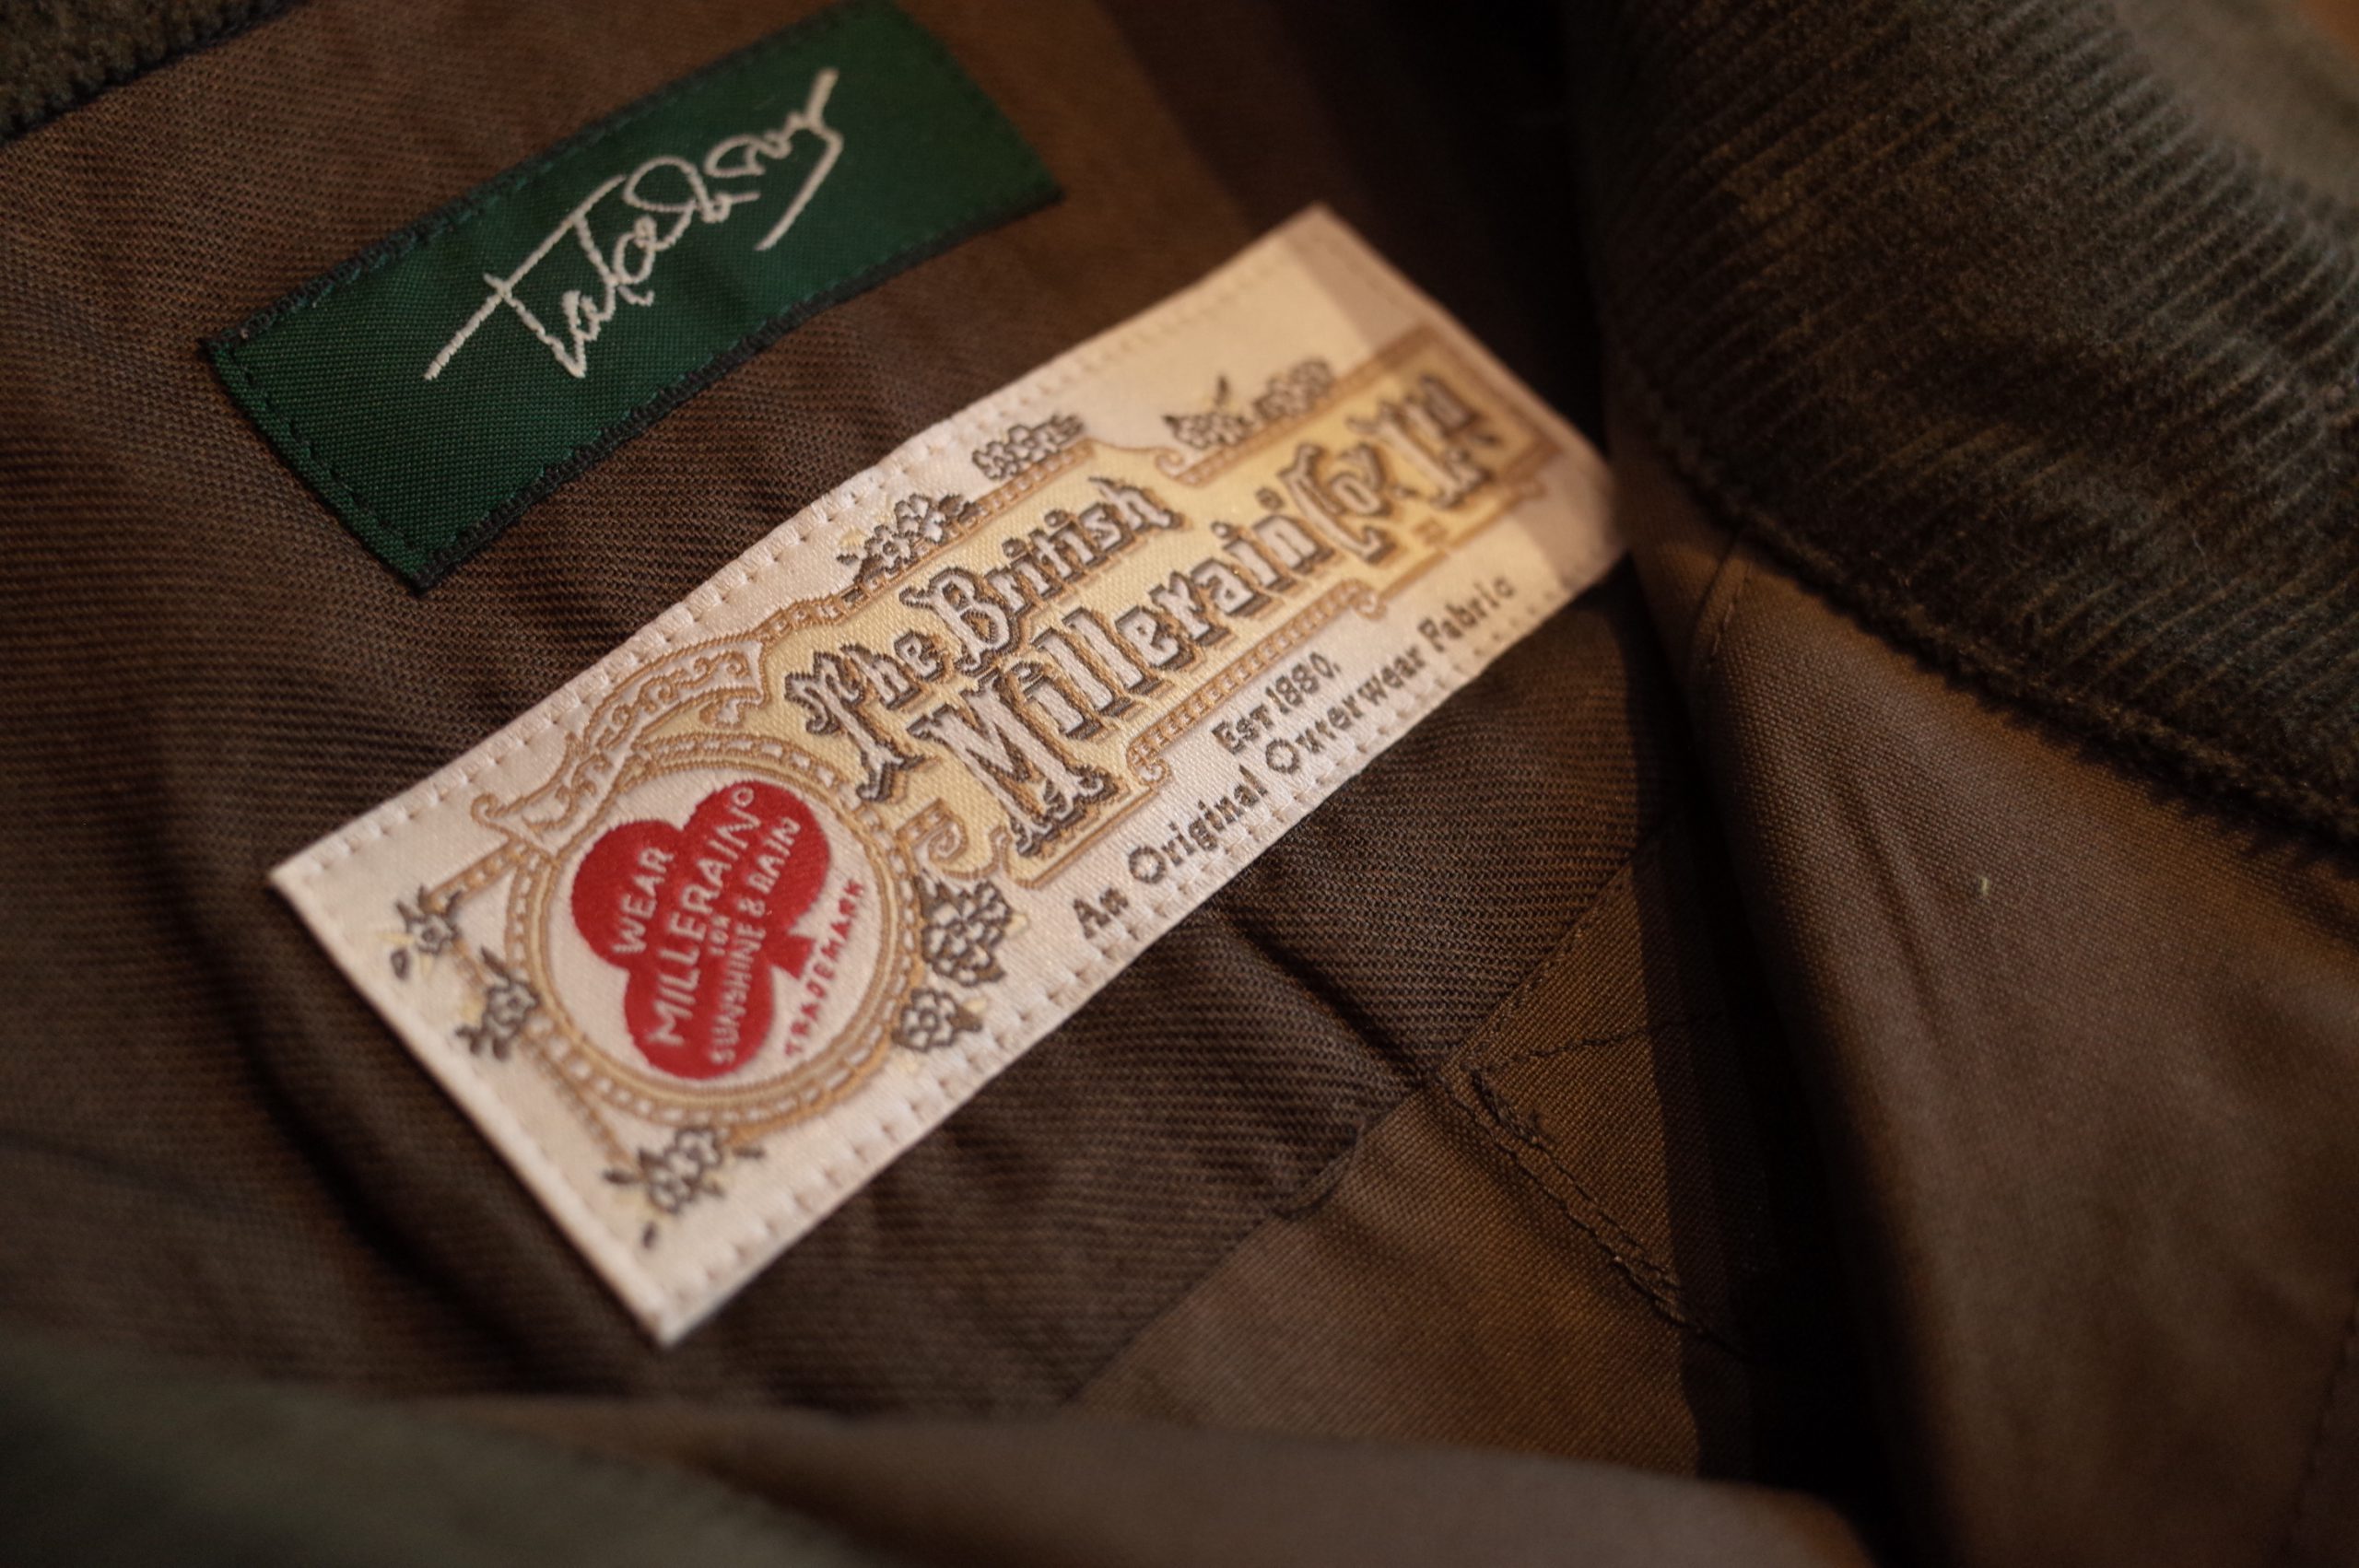 The British
Millerain Co. Ltd.
Est 1880.
An Original Outerwear Fabric
WEAR
MILLERAIN
FOR
SUNSHINE & RAIN
TRADEMARK